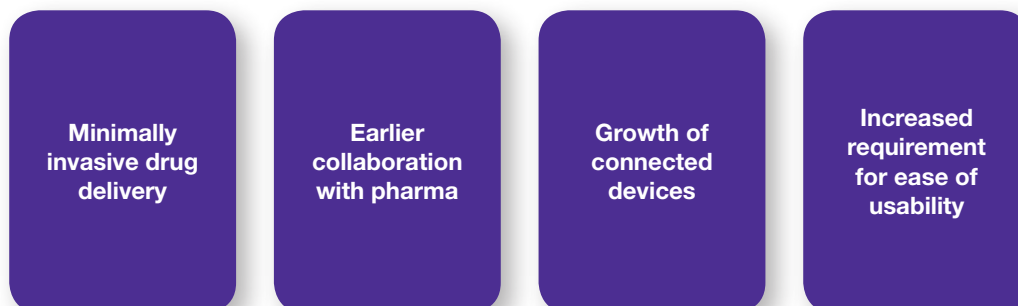 Minimally
invasive drug
delivery
Earlier
collaboration
with pharma
Growth of
connected
devices
Increased
requirement
for ease of
usability